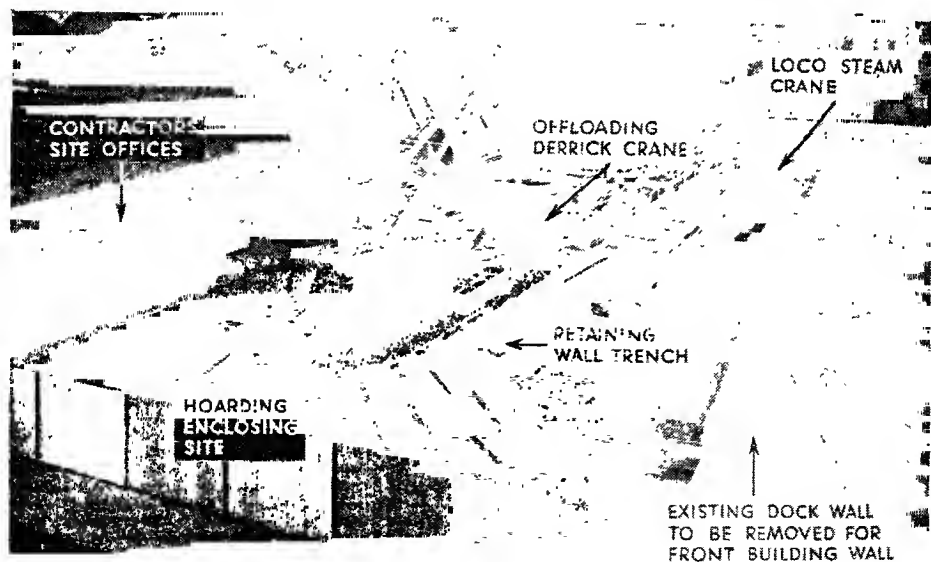 LOCO STEAM
CRANE
CONTRACTORS
SITE OFFICES
OFFLOADING
DERRICK CRANE
RETAINING
WALL TRENCH
HOARDING
ENCLOSING
SITE
EXISTING DOCK WALL
TO BE REMOVED FOR
FRONT BUILDING WALL